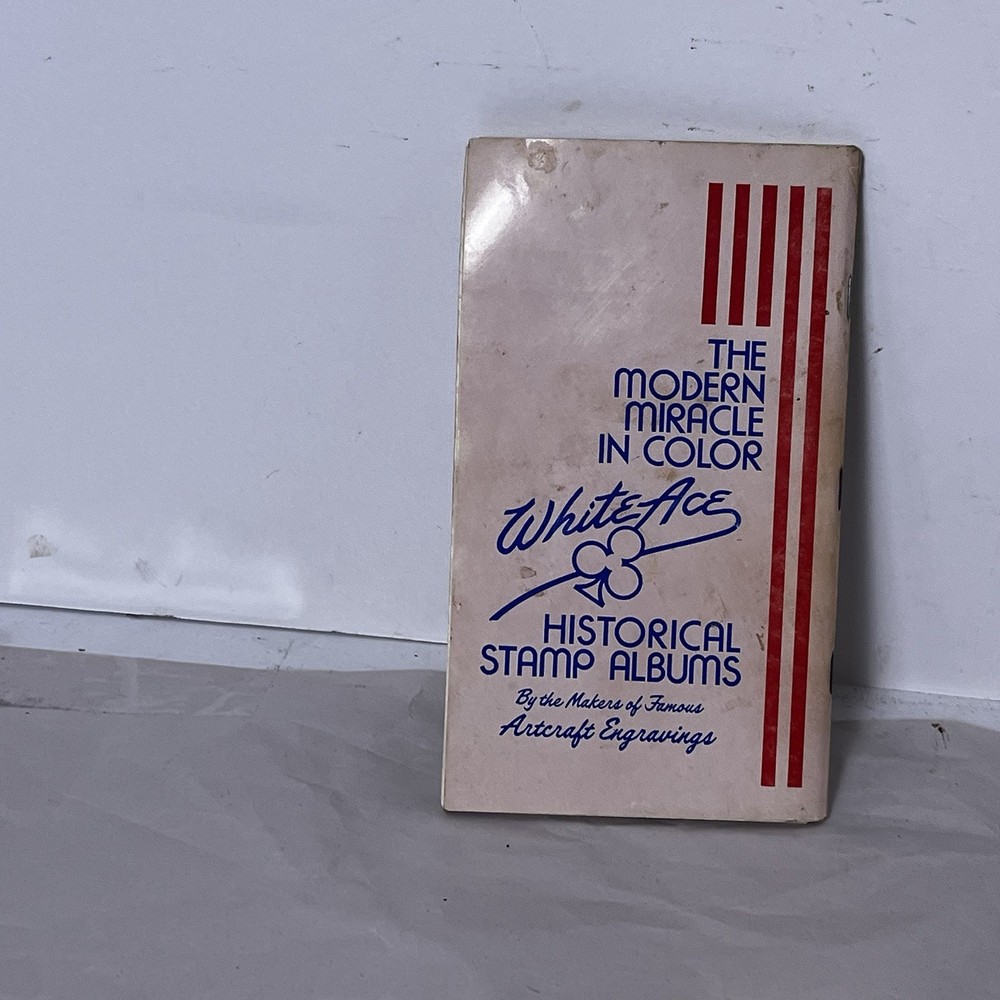 THE
MODERN
MIRACLE
IN COLOR
White Ace
HISTORICAL
STAMP ALBUMS
By the Makers of Famous
Artcraft Engravings